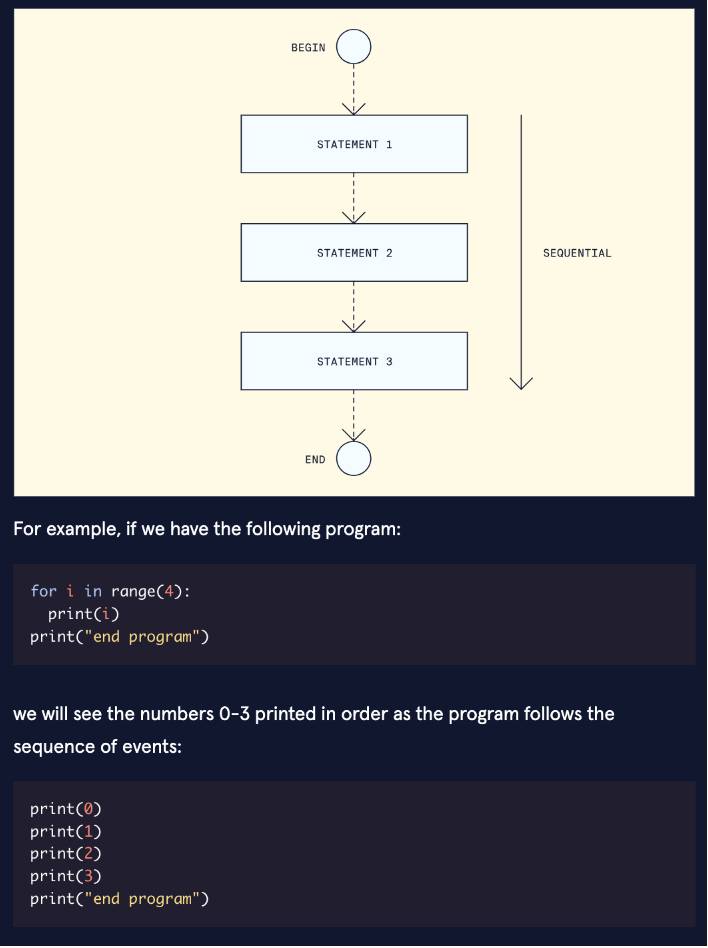 BEGIN
STATEMENT 1
STATEMENT 2
SEQUENTIAL
STATEMENT 3
END
For example, if we have the following program:
for i in range(4):
  print(i)
print("end program")
we will see the numbers 0-3 printed in order as the program follows the
sequence of events:
print(0)
print(1)
print(2)
print(3)
print("end program")